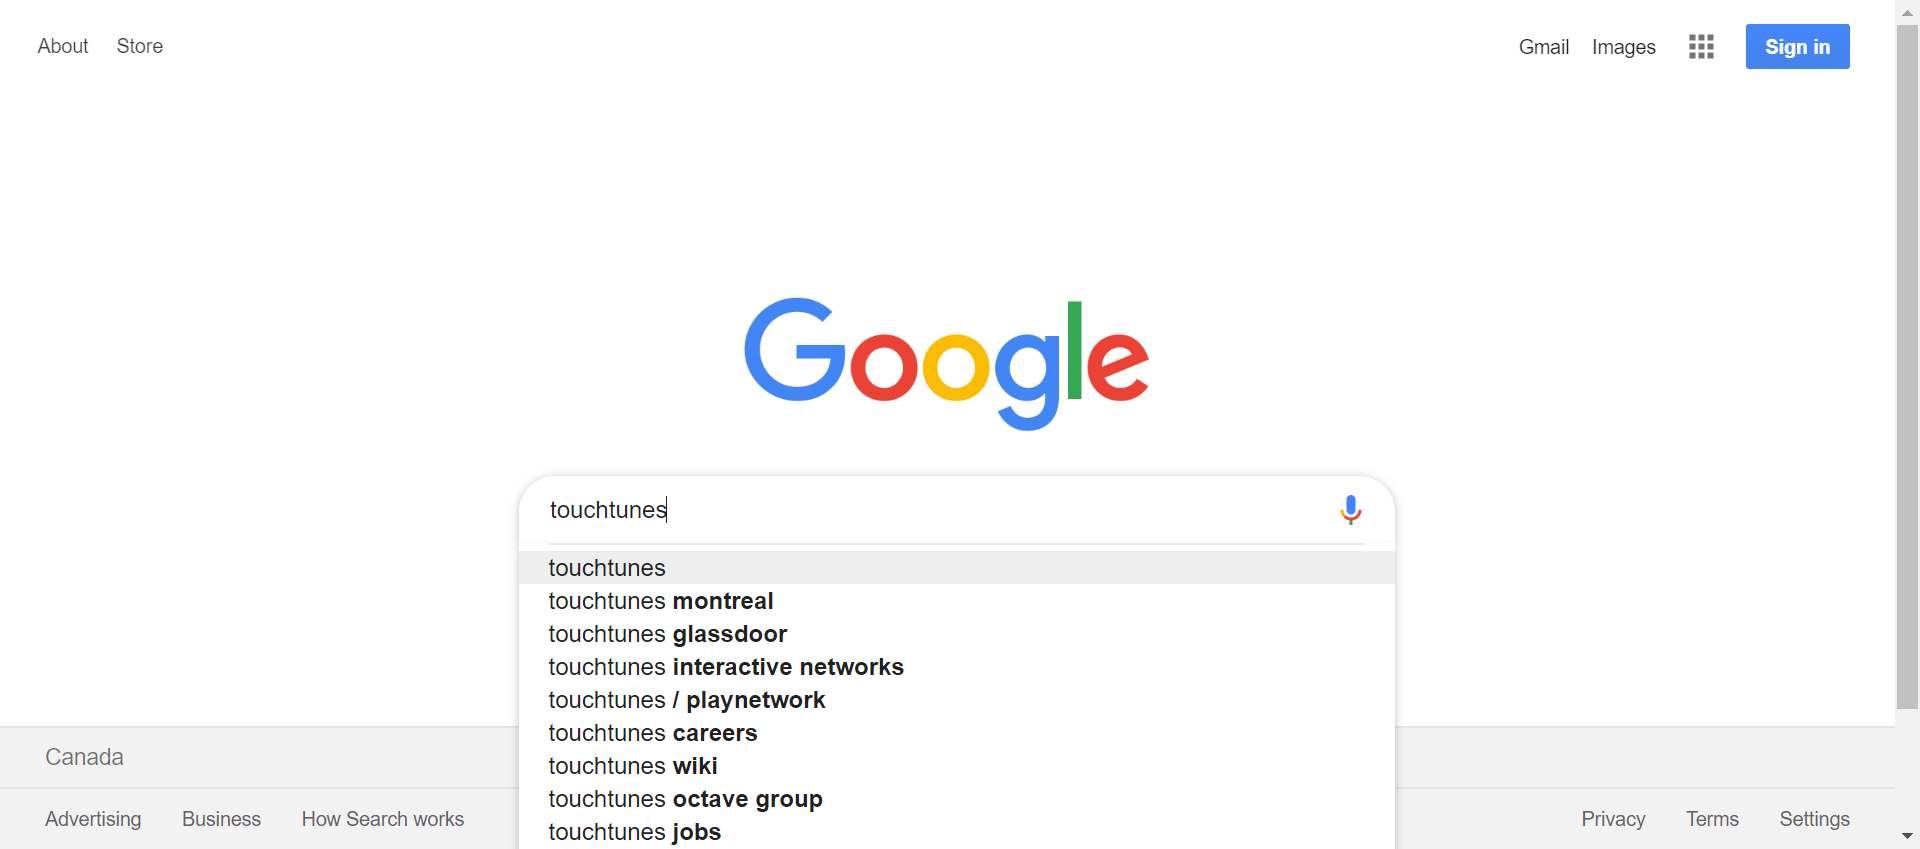 About Store
Gmail Images Sign in
Google
touchtunes
touchtunes
touchtunes montreal
touchtunes glassdoor
touchtunes interactive networks
touchtunes / playnetwork
touchtunes careers
touchtunes wiki
touchtunes octave group
touchtunes jobs
Canada
Advertising Business How Search works
Privacy Terms Settings